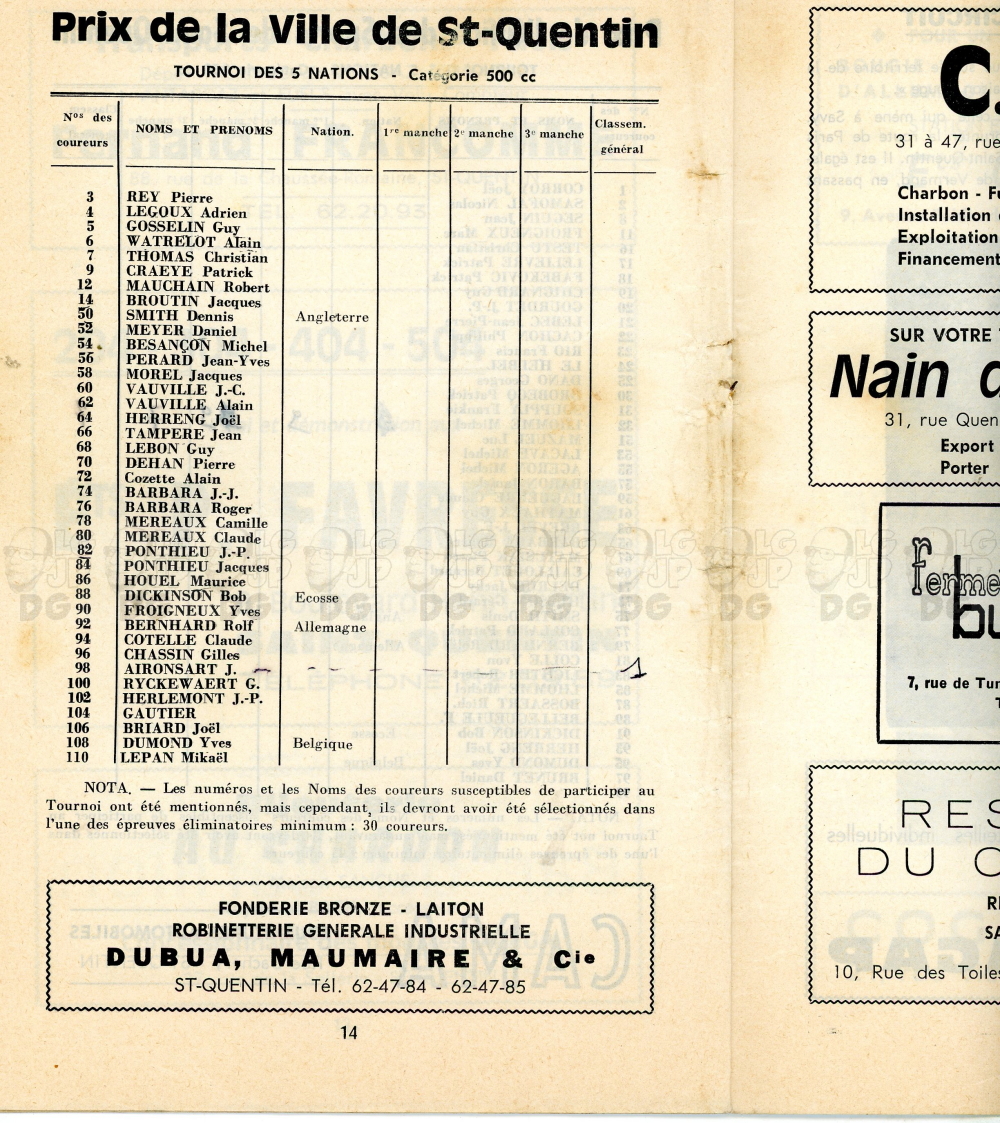 Prix de la Ville de St-Quentin
TOURNOI DES 5 NATIONS - Catégorie 500 cc
Nos des coureurs NOMS ET PRENOMS Nation. 1re manche 2e manche 3e manche Classem. général
3 REY Pierre
4 LEGOUX Adrien
5 GOSSELIN Guy
6 WATRELOT Alain
7 THOMAS Christian
9 CRAEYE Patrick
12 MAUCHAIN Robert
14 BROUTIN Jacques
50 SMITH Dennis Angleterre
52 MEYER Daniel
54 BESANÇON Michel
56 PERARD Jean-Yves
58 MOREL Jacques
60 VAUVILLE J.-C.
62 VAUVILLE Alain
64 HERRENG Joël
66 TAMPERE Jean
68 LEBON Guy
70 DEHAN Pierre
72 Cozette Alain
74 BARBARA J.-J.
76 BARBARA Roger
78 MEREAUX Camille
80 MEREAUX Claude
82 PONTHIEU J.-P.
84 PONTHIEU Jacques
86 HOUEL Maurice
88 DICKINSON Bob Ecosse
90 FROIGNEUX Yves
92 BERNHARD Rolf Allemagne
94 COTELLE Claude
96 CHASSIN Gilles
98 AIRONSART J. 1
100 RYCKEWAERT G.
102 HERLEMONT J.-P.
104 GAUTIER
106 BRIARD Joël
108 DUMOND Yves Belgique
110 LEPAN Mikaël
NOTA. — Les numéros et les Noms des coureurs susceptibles de participer au
Tournoi ont été mentionnés, mais cependant, ils devront avoir été sélectionnés dans
l'une des épreuves éliminatoires minimum : 30 coureurs.
FONDERIE BRONZE - LAITON
ROBINETTERIE GENERALE INDUSTRIELLE
DUBUA, MAUMAIRE & Cie
ST-QUENTIN - Tél. 62-47-84 - 62-47-85
14
C.
31 à 47, rue
Charbon - Fu
Installation
Exploitation
Financement
SUR VOTRE
Nain d
31, rue Quen
Export
Porter
ferme
bu
7, rue de Tur
T
RES
DU C
RE
SA
10, Rue des Toiles